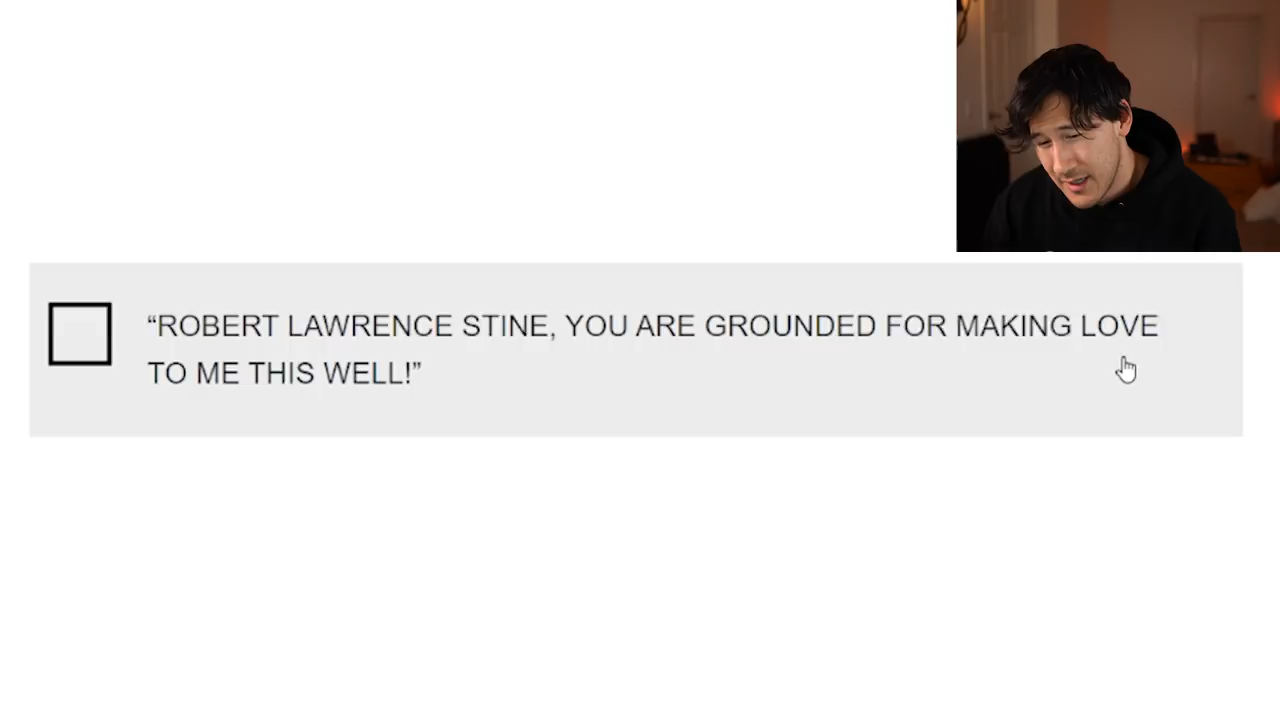 “ROBERT LAWRENCE STINE, YOU ARE GROUNDED FOR MAKING LOVE
TO ME THIS WELL!”